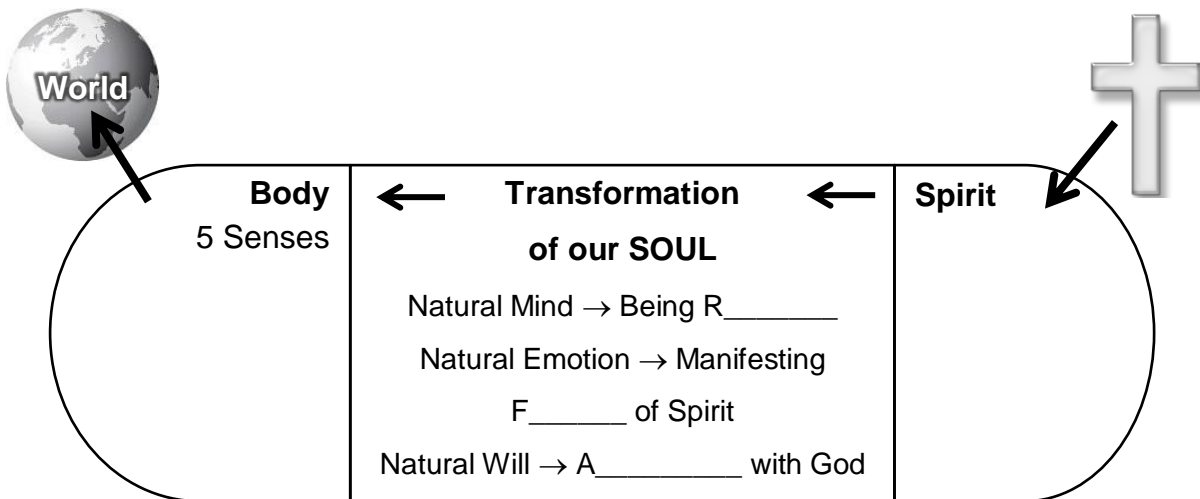 World
Body
5 Senses
Transformation
of our SOUL
Natural Mind → Being R_______
Natural Emotion → Manifesting
F______ of Spirit
Natural Will → A_________ with God
Spirit